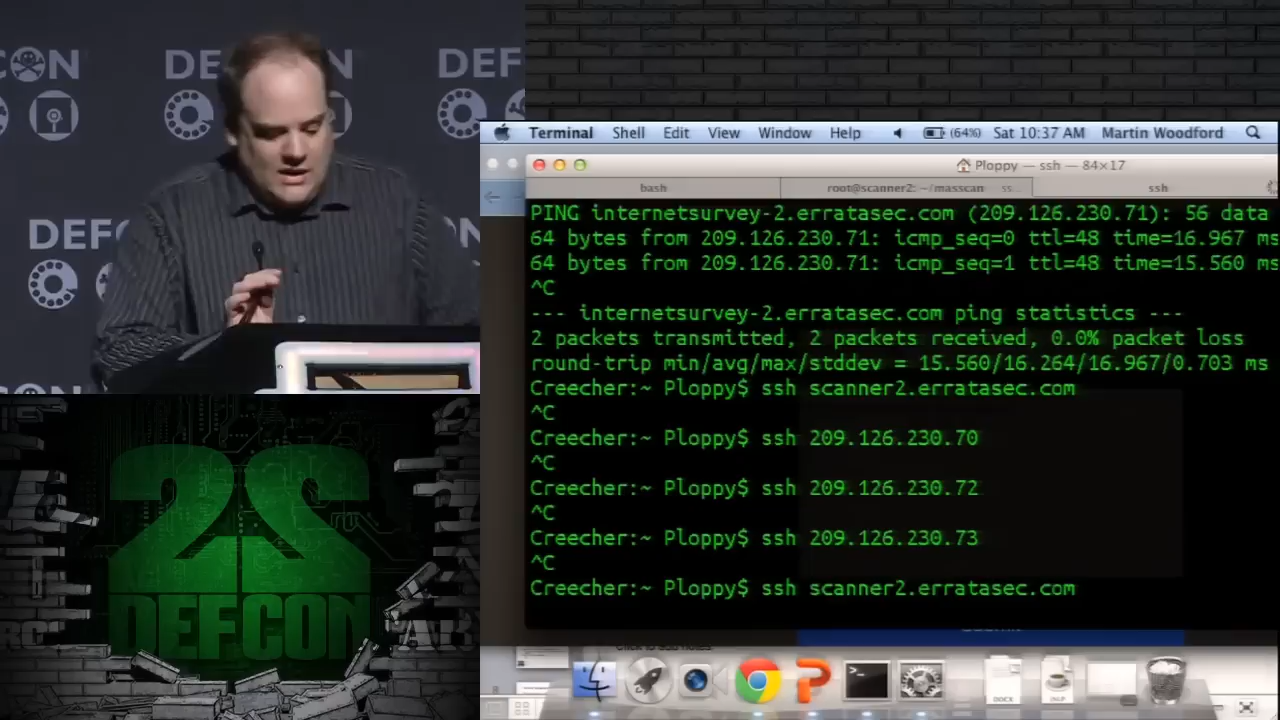 CON
DE
N
DEF
DEFC
N
Terminal Shell Edit View Window Help (64%) Sat 10:37 AM Martin Woodford
Ploppy — ssh — 84×17
bash
root@scanner2: ~/masscan ss...
ssh
PING internetsurvey-2.erratasec.com (209.126.230.71): 56 data
64 bytes from 209.126.230.71: icmp_seq=0 ttl=48 time=16.967 ms
64 bytes from 209.126.230.71: icmp_seq=1 ttl=48 time=15.560 ms
^C
--- internetsurvey-2.erratasec.com ping statistics ---
2 packets transmitted, 2 packets received, 0.0% packet loss
round-trip min/avg/max/stddev = 15.560/16.264/16.967/0.703 ms
Creecher:~ Ploppy$ ssh scanner2.erratasec.com
^C
Creecher:~ Ploppy$ ssh 209.126.230.70
^C
Creecher:~ Ploppy$ ssh 209.126.230.72
^C
Creecher:~ Ploppy$ ssh 209.126.230.73
^C
Creecher:~ Ploppy$ ssh scanner2.erratasec.com
22
DEFCON
DOCX